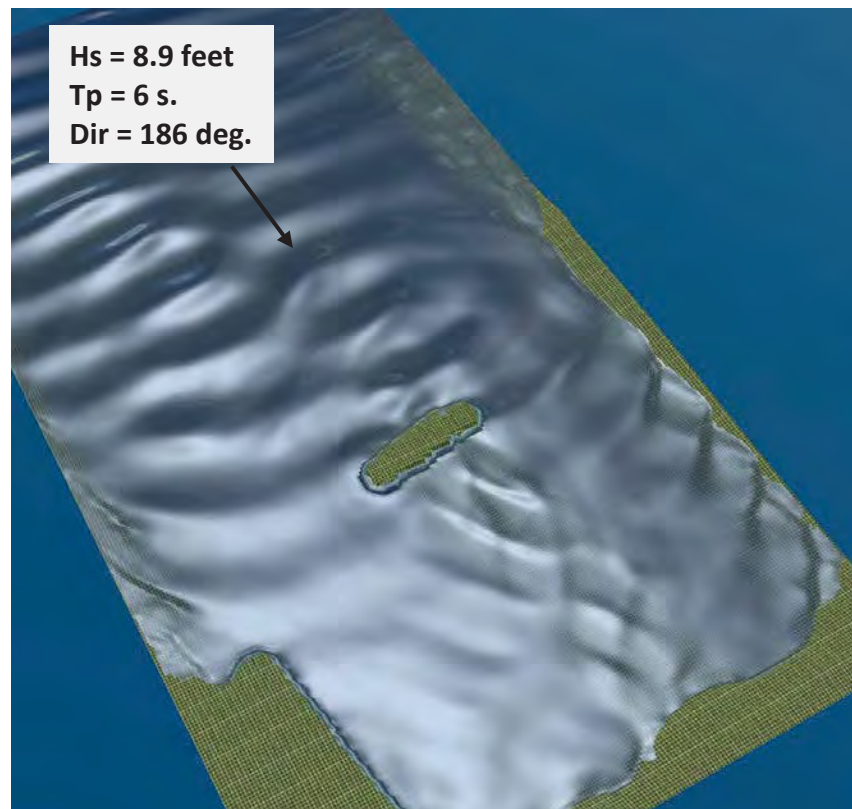 Hs = 8.9 feet
Tp = 6 s.
Dir = 186 deg.